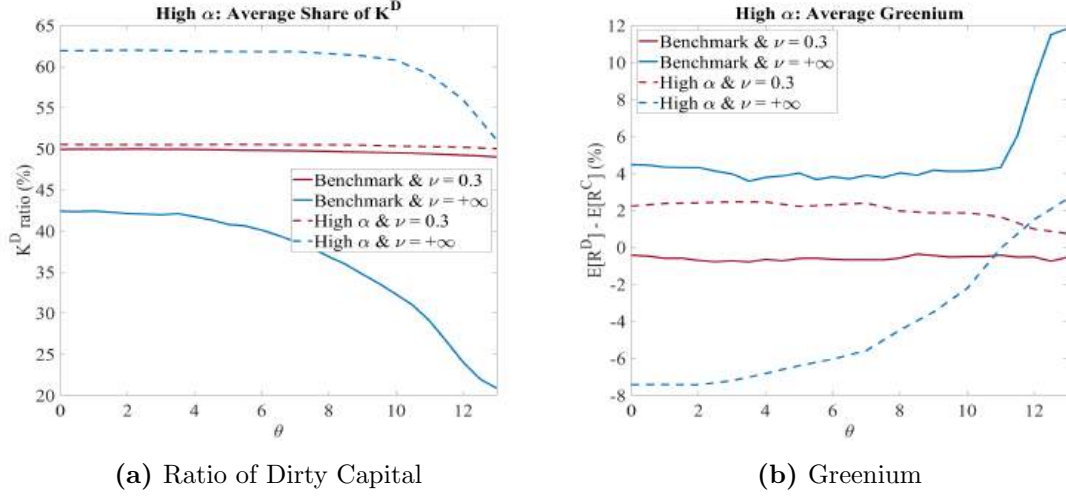 High α: Average Share of K^D
65
60
55
50
45
40
35
30
25
20
K^D ratio (%)
0 2 4 6 8 10 12
θ
Benchmark & ν = 0.3
Benchmark & ν = +∞
High α & ν = 0.3
High α & ν = +∞
(a) Ratio of Dirty Capital
High α: Average Greenium
12
10
8
6
4
2
0
-2
-4
-6
-8
E[R^D] - E[R^C] (%)
0 2 4 6 8 10 12
θ
Benchmark & ν = 0.3
Benchmark & ν = +∞
High α & ν = 0.3
High α & ν = +∞
(b) Greenium